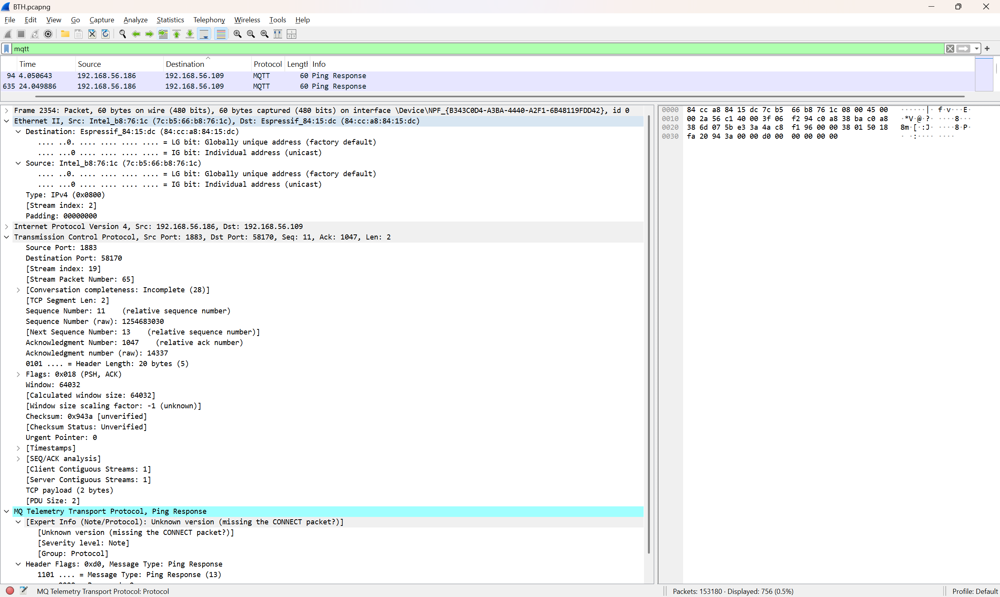 BTH.pcapng
File Edit View Go Capture Analyze Statistics Telephony Wireless Tools Help
mqtt
Time Source Destination Protocol Length Info
94 4.050643 192.168.56.186 192.168.56.109 MQTT 60 Ping Response
635 24.049886 192.168.56.186 192.168.56.109 MQTT 60 Ping Response
Frame 2354: Packet, 60 bytes on wire (480 bits), 60 bytes captured (480 bits) on interface \Device\NPF_{B343C0D4-A3BA-4440-A2F1-6B48119FDD42}, id 0
Ethernet II, Src: Intel_b8:76:1c (7c:b5:66:b8:76:1c), Dst: Espressif_84:15:dc (84:cc:a8:84:15:dc)
Destination: Espressif_84:15:dc (84:cc:a8:84:15:dc)
.... ..0. .... .... .... .... = LG bit: Globally unique address (factory default)
.... ...0 .... .... .... .... = IG bit: Individual address (unicast)
Source: Intel_b8:76:1c (7c:b5:66:b8:76:1c)
.... ..0. .... .... .... .... = LG bit: Globally unique address (factory default)
.... ...0 .... .... .... .... = IG bit: Individual address (unicast)
Type: IPv4 (0x0800)
[Stream index: 2]
Padding: 00000000
Internet Protocol Version 4, Src: 192.168.56.186, Dst: 192.168.56.109
Transmission Control Protocol, Src Port: 1883, Dst Port: 58170, Seq: 11, Ack: 1047, Len: 2
Source Port: 1883
Destination Port: 58170
[Stream index: 19]
[Stream Packet Number: 65]
[Conversation completeness: Incomplete (28)]
[TCP Segment Len: 2]
Sequence Number: 11    (relative sequence number)
Sequence Number (raw): 1254683030
[Next Sequence Number: 13    (relative sequence number)]
Acknowledgment Number: 1047    (relative ack number)
Acknowledgment number (raw): 14337
0101 .... = Header Length: 20 bytes (5)
Flags: 0x018 (PSH, ACK)
Window: 64032
[Calculated window size: 64032]
[Window size scaling factor: -1 (unknown)]
Checksum: 0x943a [unverified]
[Checksum Status: Unverified]
Urgent Pointer: 0
[Timestamps]
[SEQ/ACK analysis]
[Client Contiguous Streams: 1]
[Server Contiguous Streams: 1]
TCP payload (2 bytes)
[PDU Size: 2]
MQ Telemetry Transport Protocol, Ping Response
[Expert Info (Note/Protocol): Unknown version (missing the CONNECT packet?)]
[Unknown version (missing the CONNECT packet?)]
[Severity level: Note]
[Group: Protocol]
Header Flags: 0xd0, Message Type: Ping Response
1101 .... = Message Type: Ping Response (13)
0000 84 cc a8 84 15 dc 7c b5 66 b8 76 1c 08 00 45 00 ······|· f·v···E·
0010 00 2a 56 c1 40 00 3f 06 f2 94 c0 a8 38 ba c0 a8 ·*V·@·?· ····8···
0020 38 6d 07 5b e3 3a 4a c8 f1 96 00 00 38 01 50 18 8m·[·:J· ····8·P·
0030 fa 20 94 3a 00 00 d0 00 00 00 00 00 · ·:···· ····
MQ Telemetry Transport Protocol: Protocol
Packets: 153180 · Displayed: 756 (0.5%)
Profile: Default